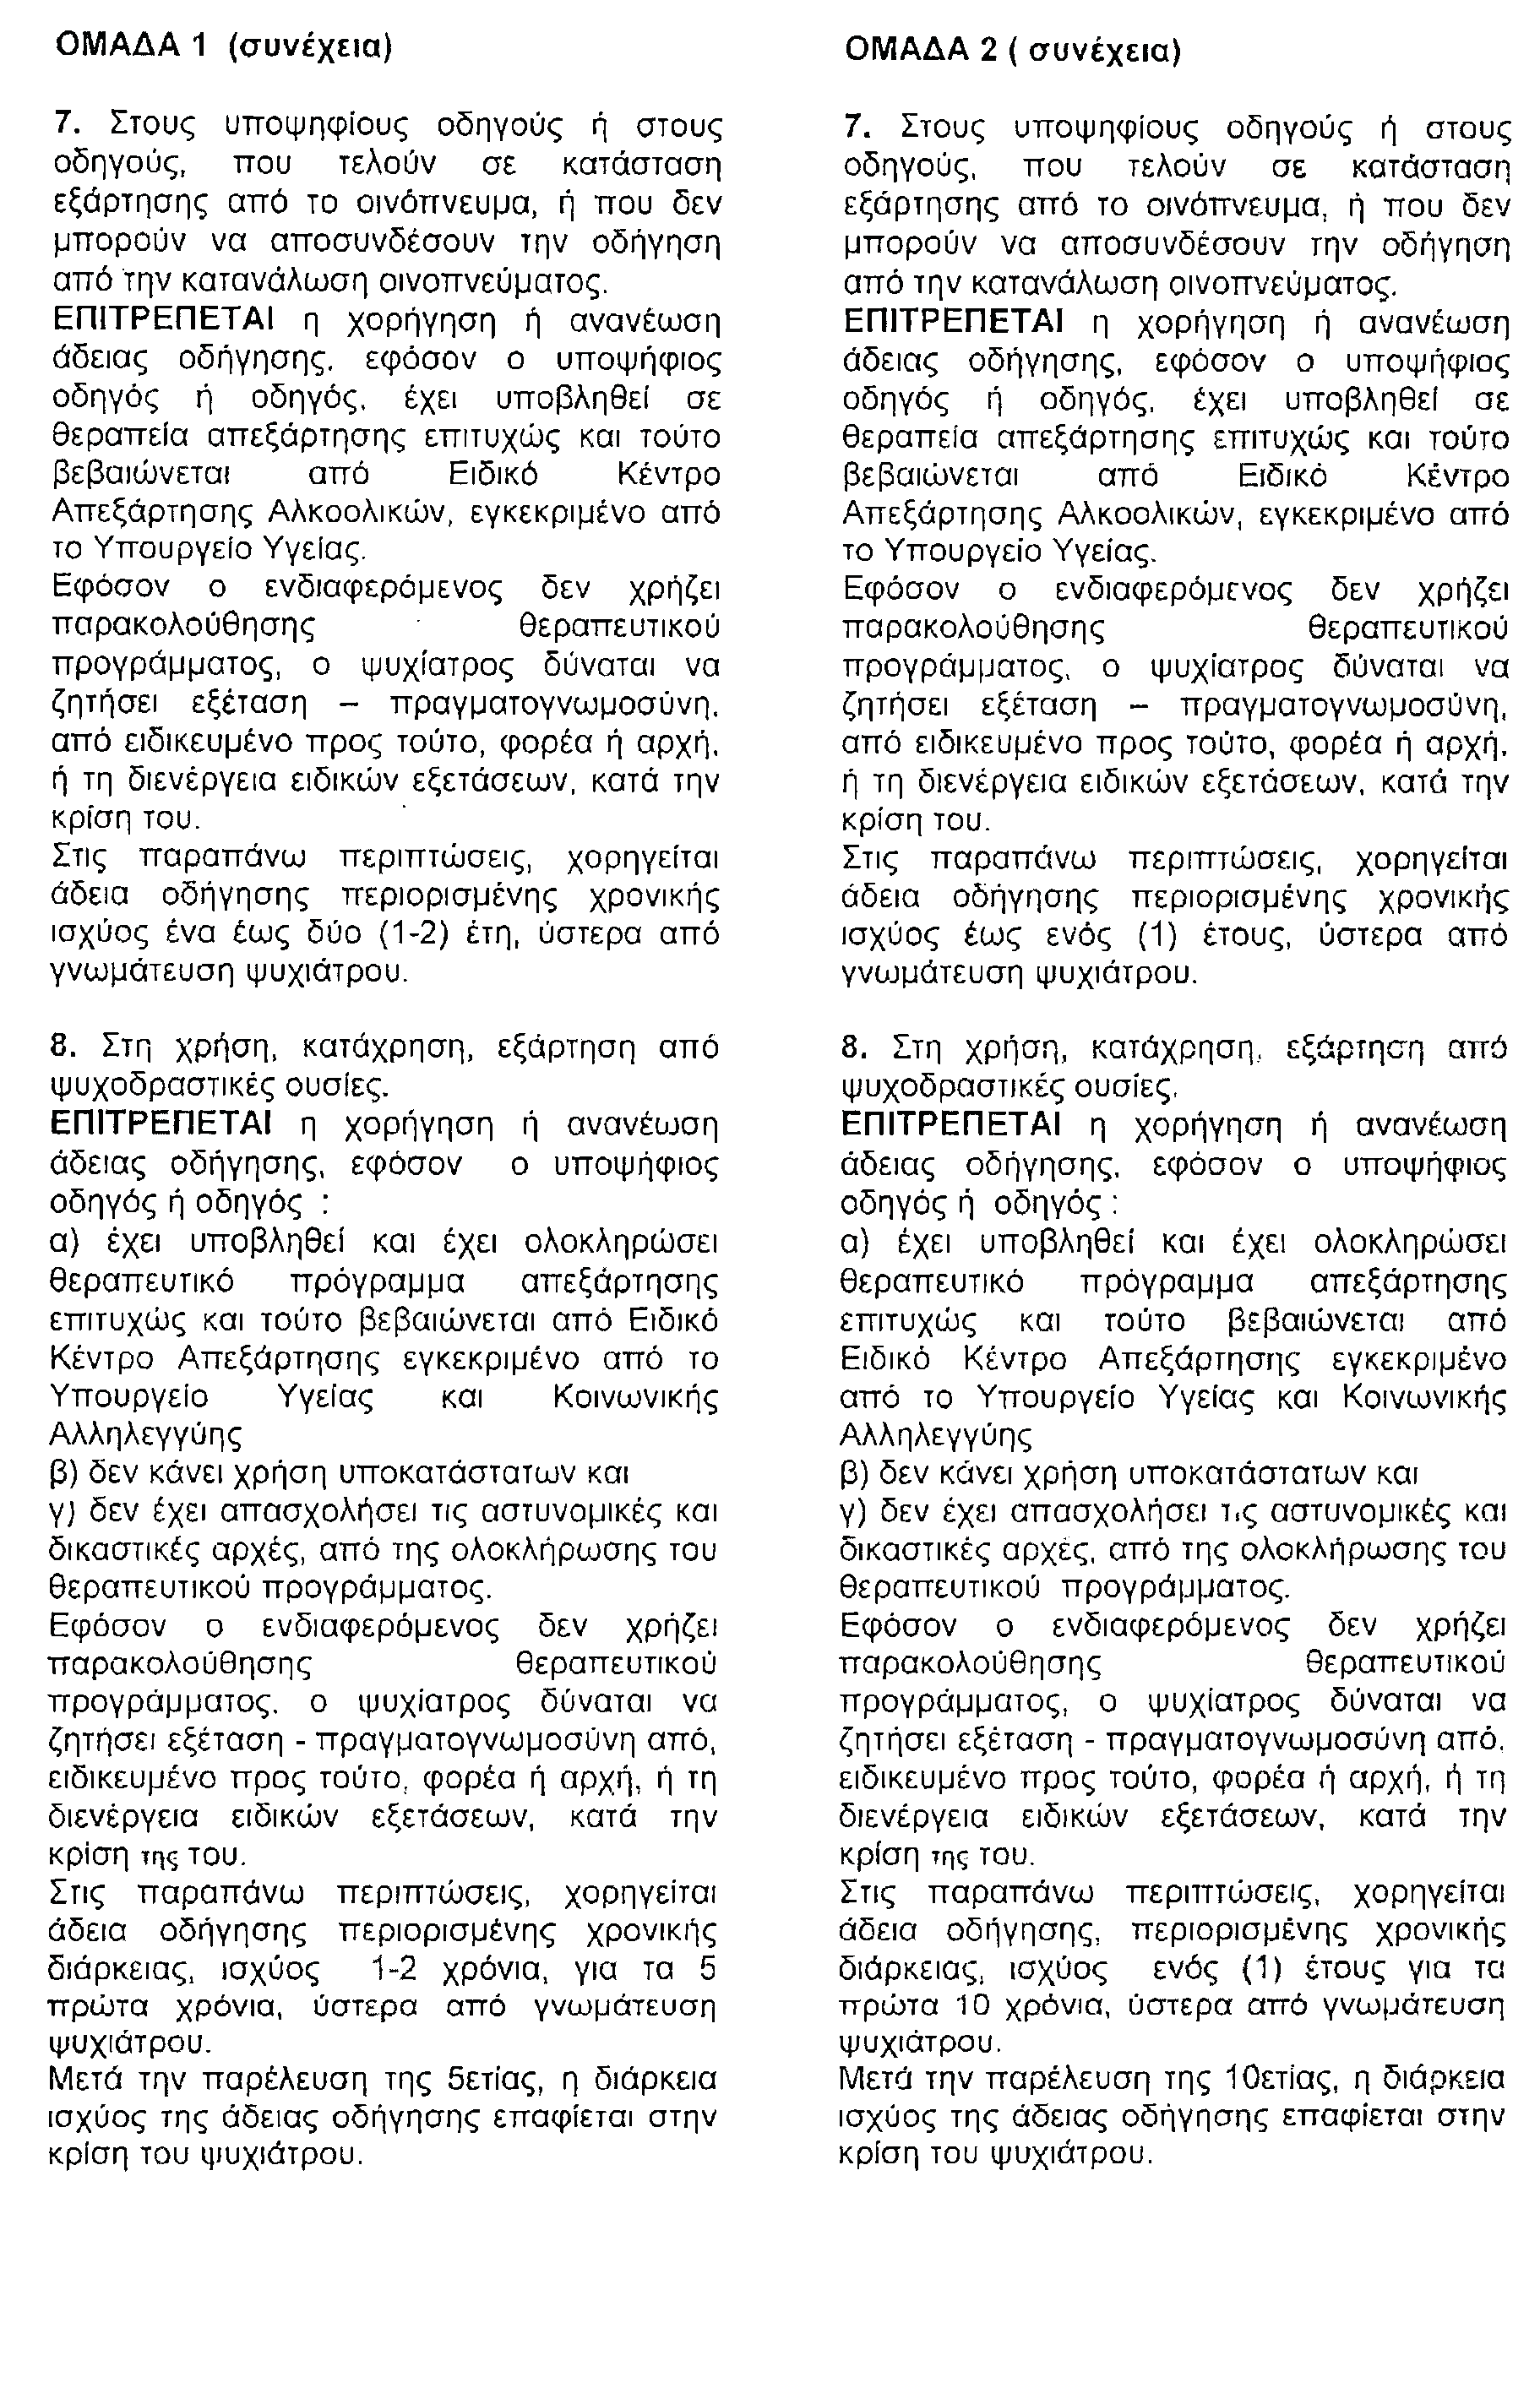 ΟΜΑΔΑ 1 (συνέχεια)
7. Στους υποψηφίους οδηγούς ή στους
οδηγούς, που τελούν σε κατάσταση
εξάρτησης από το οινόπνευμα, ή που δεν
μπορούν να αποσυνδέσουν την οδήγηση
από την κατανάλωση οινοπνεύματος.
ΕΠΙΤΡΕΠΕΤΑΙ η χορήγηση ή ανανέωση
άδειας οδήγησης, εφόσον ο υποψήφιος
οδηγός ή οδηγός, έχει υποβληθεί σε
θεραπεία απεξάρτησης επιτυχώς και τούτο
βεβαιώνεται από Ειδικό Κέντρο
Απεξάρτησης Αλκοολικών, εγκεκριμένο από
το Υπουργείο Υγείας.
Εφόσον ο ενδιαφερόμενος δεν χρήζει
παρακολούθησης θεραπευτικού
προγράμματος, ο ψυχίατρος δύναται να
ζητήσει εξέταση – πραγματογνωμοσύνη,
από ειδικευμένο προς τούτο, φορέα ή αρχή,
ή τη διενέργεια ειδικών εξετάσεων, κατά την
κρίση του.
Στις παραπάνω περιπτώσεις, χορηγείται
άδεια οδήγησης περιορισμένης χρονικής
ισχύος ένα έως δύο (1-2) έτη, ύστερα από
γνωμάτευση ψυχιάτρου.
8. Στη χρήση, κατάχρηση, εξάρτηση από
ψυχοδραστικές ουσίες.
ΕΠΙΤΡΕΠΕΤΑΙ η χορήγηση ή ανανέωση
άδειας οδήγησης, εφόσον ο υποψήφιος
οδηγός ή οδηγός :
α) έχει υποβληθεί και έχει ολοκληρώσει
θεραπευτικό πρόγραμμα απεξάρτησης
επιτυχώς και τούτο βεβαιώνεται από Ειδικό
Κέντρο Απεξάρτησης εγκεκριμένο από το
Υπουργείο Υγείας και Κοινωνικής
Αλληλεγγύης
β) δεν κάνει χρήση υποκατάστατων και
γ) δεν έχει απασχολήσει τις αστυνομικές και
δικαστικές αρχές, από της ολοκλήρωσης του
θεραπευτικού προγράμματος.
Εφόσον ο ενδιαφερόμενος δεν χρήζει
παρακολούθησης θεραπευτικού
προγράμματος, ο ψυχίατρος δύναται να
ζητήσει εξέταση - πραγματογνωμοσύνη από,
ειδικευμένο προς τούτο, φορέα ή αρχή, ή τη
διενέργεια ειδικών εξετάσεων, κατά την
κρίση της του.
Στις παραπάνω περιπτώσεις, χορηγείται
άδεια οδήγησης περιορισμένης χρονικής
διάρκειας, ισχύος 1-2 χρόνια, για τα 5
πρώτα χρόνια, ύστερα από γνωμάτευση
ψυχιάτρου.
Μετά την παρέλευση της 5ετίας, η διάρκεια
ισχύος της άδειας οδήγησης επαφίεται στην
κρίση του ψυχιάτρου.
ΟΜΑΔΑ 2 ( συνέχεια)
7. Στους υποψηφίους οδηγούς ή στους
οδηγούς, που τελούν σε κατάσταση
εξάρτησης από το οινόπνευμα, ή που δεν
μπορούν να αποσυνδέσουν την οδήγηση
από την κατανάλωση οινοπνεύματος.
ΕΠΙΤΡΕΠΕΤΑΙ η χορήγηση ή ανανέωση
άδειας οδήγησης, εφόσον ο υποψήφιος
οδηγός ή οδηγός, έχει υποβληθεί σε
θεραπεία απεξάρτησης επιτυχώς και τούτο
βεβαιώνεται από Ειδικό Κέντρο
Απεξάρτησης Αλκοολικών, εγκεκριμένο από
το Υπουργείο Υγείας.
Εφόσον ο ενδιαφερόμενος δεν χρήζει
παρακολούθησης θεραπευτικού
προγράμματος, ο ψυχίατρος δύναται να
ζητήσει εξέταση – πραγματογνωμοσύνη,
από ειδικευμένο προς τούτο, φορέα ή αρχή,
ή τη διενέργεια ειδικών εξετάσεων, κατά την
κρίση του.
Στις παραπάνω περιπτώσεις, χορηγείται
άδεια οδήγησης περιορισμένης χρονικής
ισχύος έως ενός (1) έτους, ύστερα από
γνωμάτευση ψυχιάτρου.
8. Στη χρήση, κατάχρηση, εξάρτηση από
ψυχοδραστικές ουσίες,
ΕΠΙΤΡΕΠΕΤΑΙ η χορήγηση ή ανανέωση
άδειας οδήγησης, εφόσον ο υποψήφιος
οδηγός ή οδηγός :
α) έχει υποβληθεί και έχει ολοκληρώσει
θεραπευτικό πρόγραμμα απεξάρτησης
επιτυχώς και τούτο βεβαιώνεται από
Ειδικό Κέντρο Απεξάρτησης εγκεκριμένο
από το Υπουργείο Υγείας και Κοινωνικής
Αλληλεγγύης
β) δεν κάνει χρήση υποκατάστατων και
γ) δεν έχει απασχολήσει τις αστυνομικές και
δικαστικές αρχές, από της ολοκλήρωσης του
θεραπευτικού προγράμματος.
Εφόσον ο ενδιαφερόμενος δεν χρήζει
παρακολούθησης θεραπευτικού
προγράμματος, ο ψυχίατρος δύναται να
ζητήσει εξέταση - πραγματογνωμοσύνη από,
ειδικευμένο προς τούτο, φορέα ή αρχή, ή τη
διενέργεια ειδικών εξετάσεων, κατά την
κρίση της του.
Στις παραπάνω περιπτώσεις, χορηγείται
άδεια οδήγησης, περιορισμένης χρονικής
διάρκειας, ισχύος ενός (1) έτους για τα
πρώτα 10 χρόνια, ύστερα από γνωμάτευση
ψυχιάτρου.
Μετά την παρέλευση της 10ετίας, η διάρκεια
ισχύος της άδειας οδήγησης επαφίεται στην
κρίση του ψυχιάτρου.